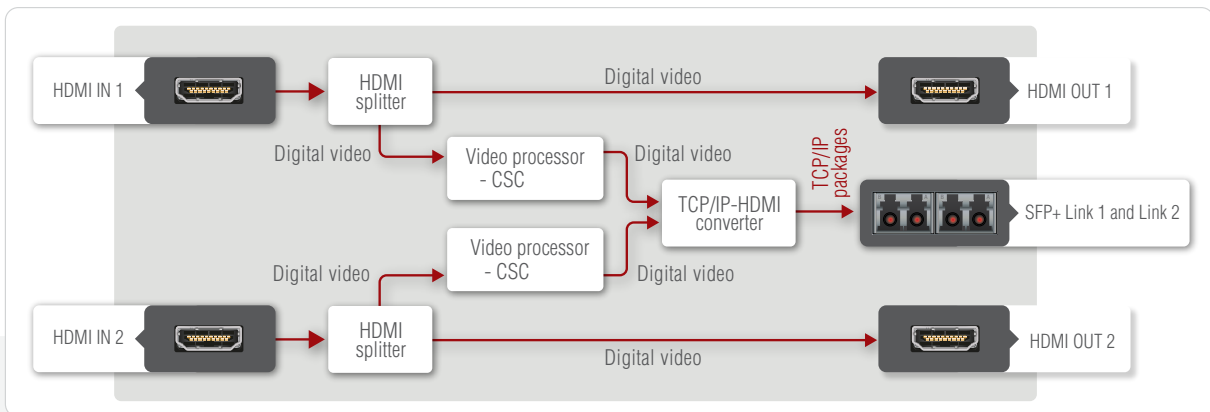 HDMI IN 1
HDMI
splitter
Digital video
HDMI OUT 1
Digital video
Video processor
- CSC
Digital video
TCP/IP
packages
TCP/IP-HDMI
converter
SFP+ Link 1 and Link 2
Video processor
- CSC
Digital video
Digital video
HDMI IN 2
HDMI
splitter
Digital video
HDMI OUT 2